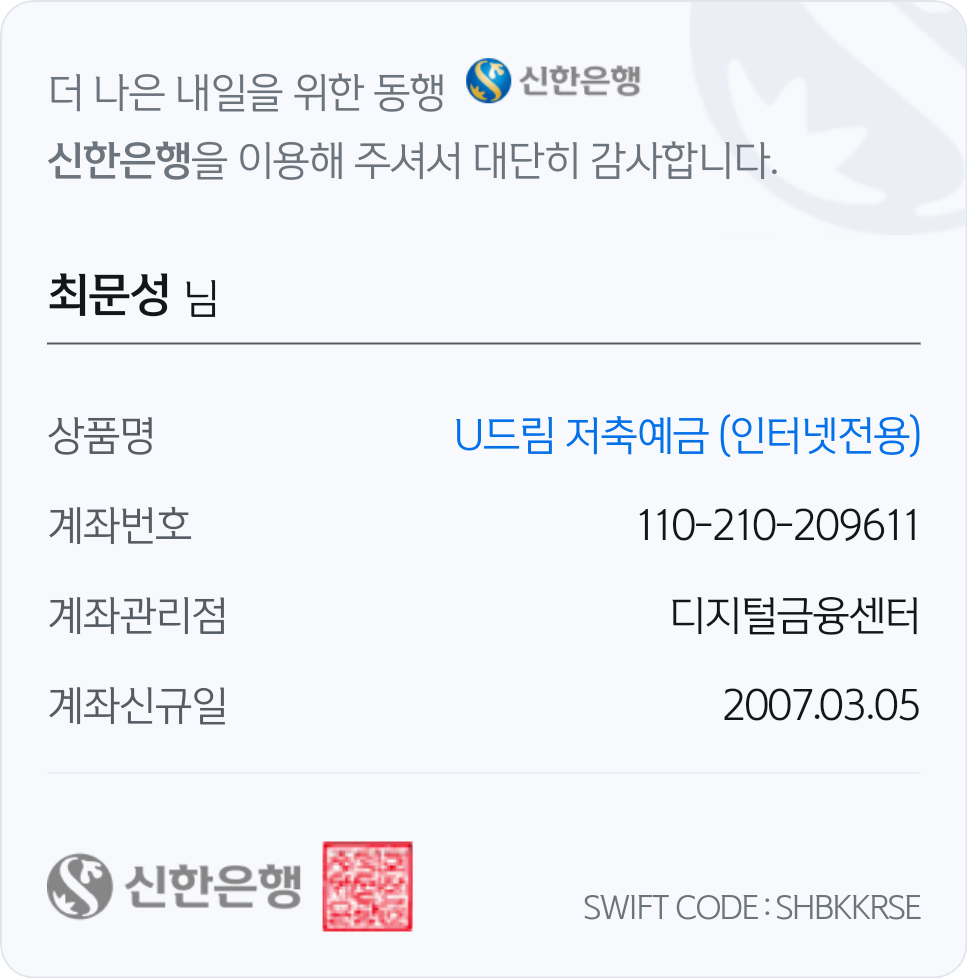 더 나은 내일을 위한 동행 신한은행
신한은행을 이용해 주셔서 대단히 감사합니다.
최문성 님
상품명 U드림 저축예금 (인터넷전용)
계좌번호 110-210-209611
계좌관리점 디지털금융센터
계좌신규일 2007.03.05
신한은행 SWIFT CODE : SHBKKRSE